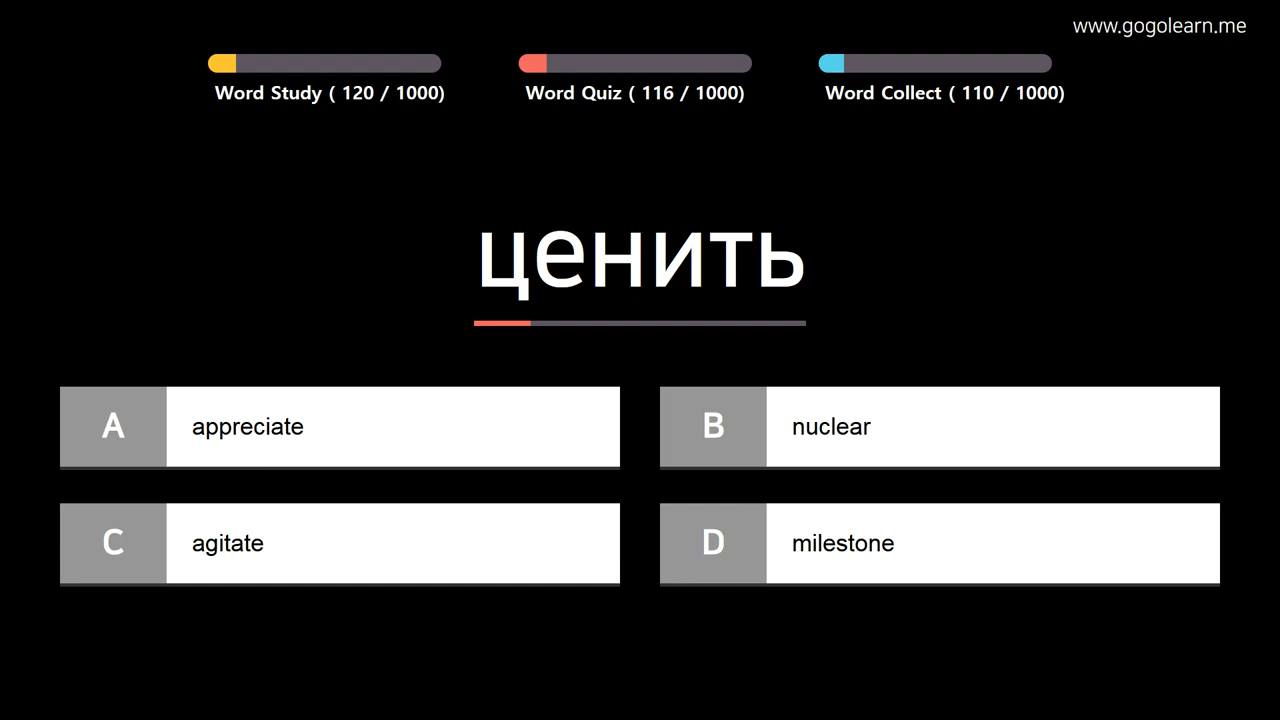 www.gogolearn.me
Word Study ( 120 / 1000)
Word Quiz ( 116 / 1000)
Word Collect ( 110 / 1000)
ценить
A appreciate
B nuclear
C agitate
D milestone